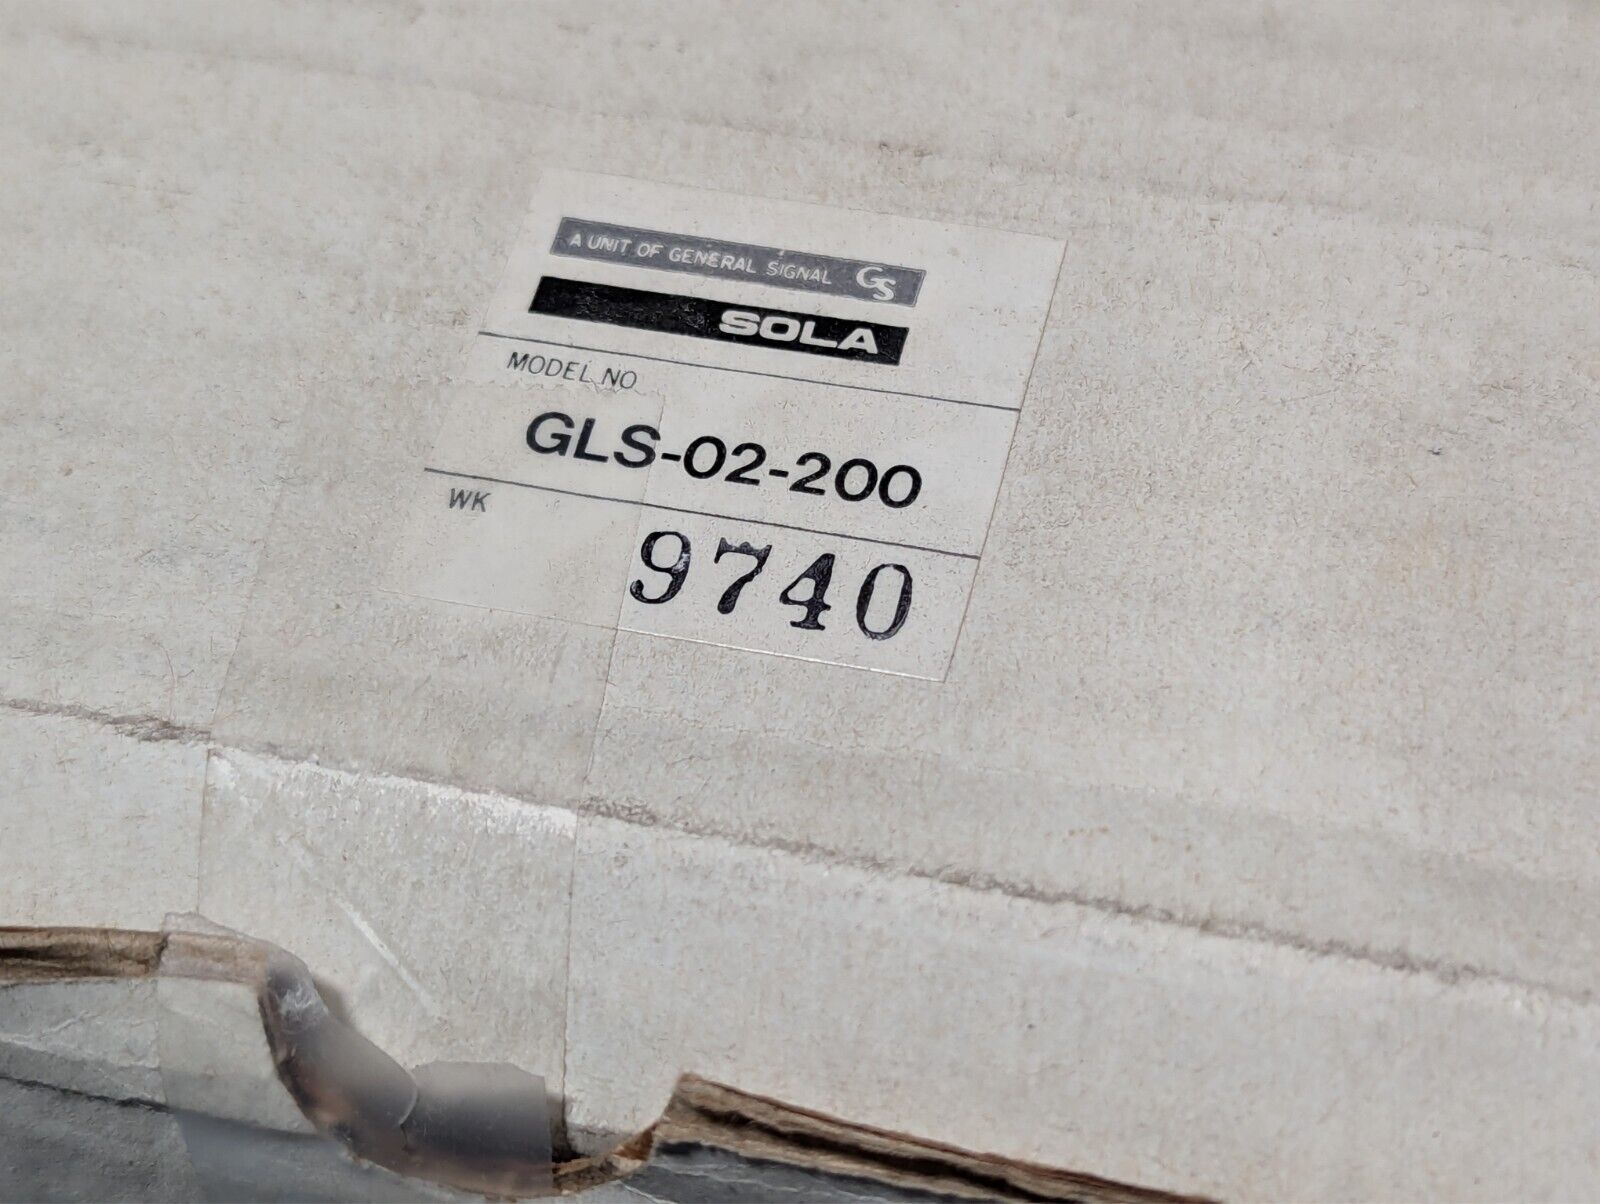 A UNIT OF GENERAL SIGNAL GS
SOLA
MODEL NO
GLS-02-200
WK
9740